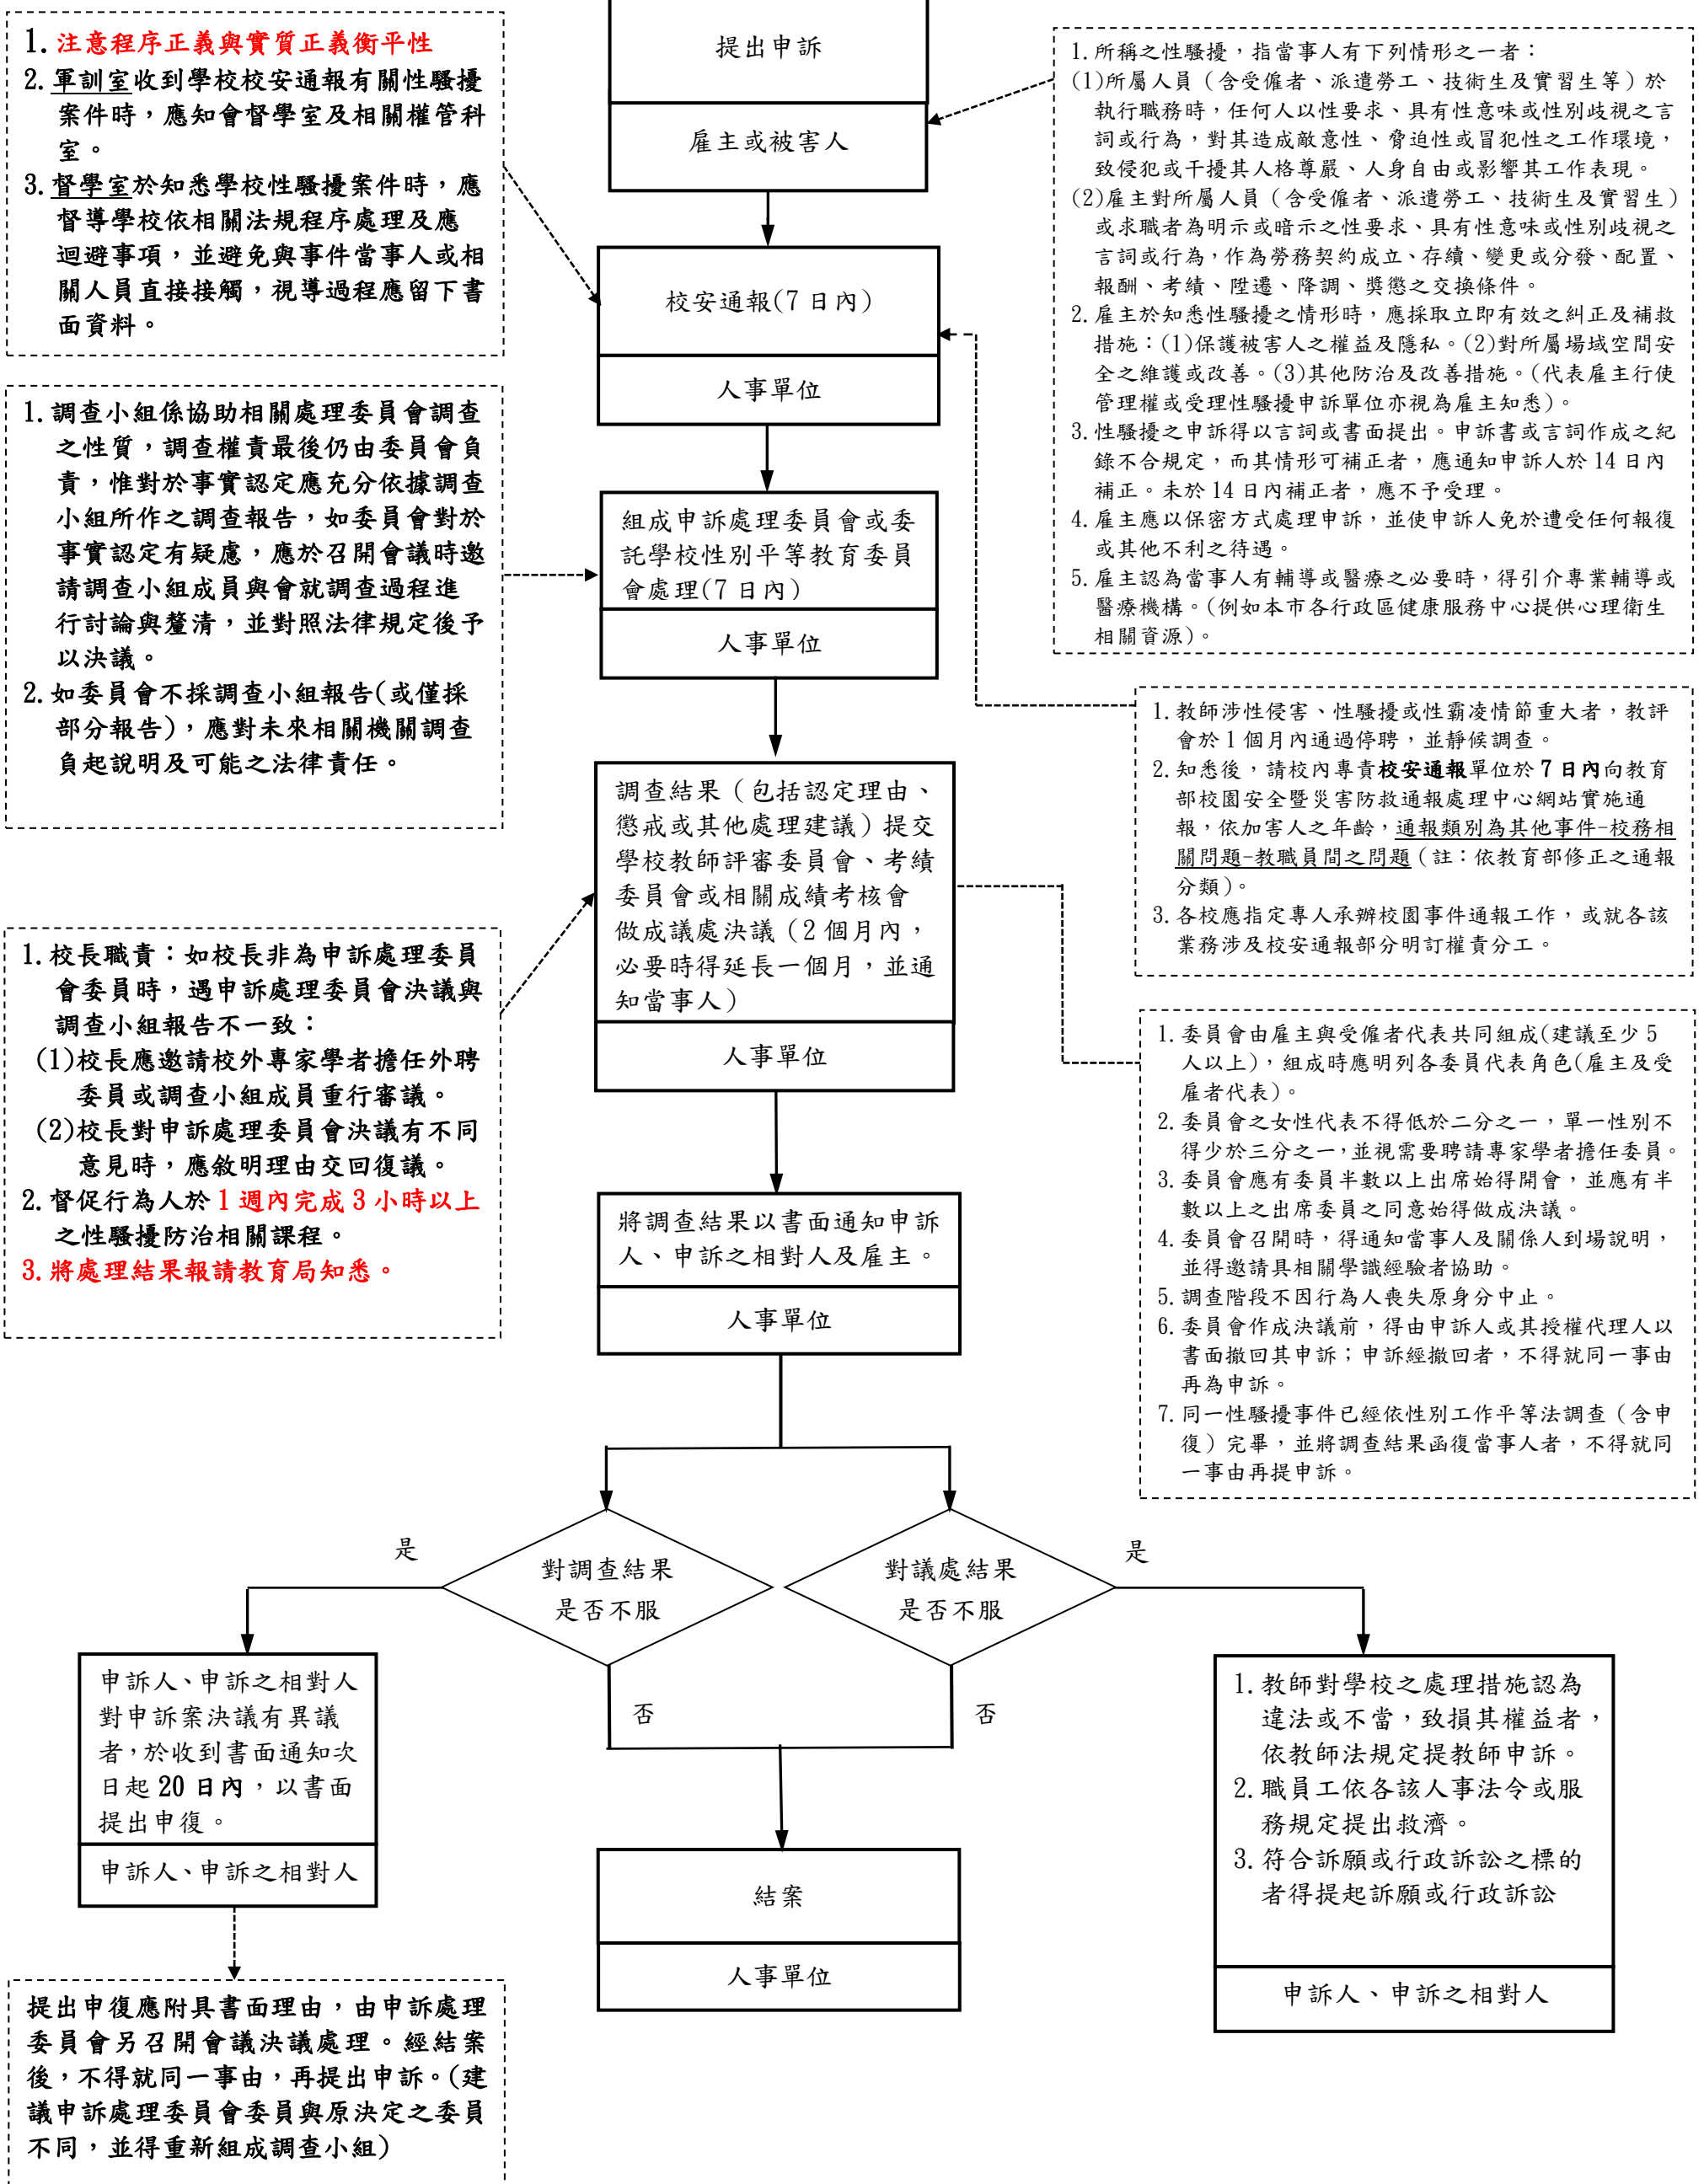 提出申訴
雇主或被害人
1. 注意程序正義與實質正義衡平性
2. 軍訓室收到學校校安通報有關性騷擾
案件時，應知會督學室及相關權管科
室。
3. 督學室於知悉學校性騷擾案件時，應
督導學校依相關法規程序處理及應
迴避事項，並避免與事件當事人或相
關人員直接接觸，視導過程應留下書
面資料。
1. 所稱之性騷擾，指當事人有下列情形之一者：
(1)所屬人員（含受僱者、派遣勞工、技術生及實習生等）於
執行職務時，任何人以性要求、具有性意味或性別歧視之言
詞或行為，對其造成敵意性、脅迫性或冒犯性之工作環境，
致侵犯或干擾其人格尊嚴、人身自由或影響其工作表現。
(2)雇主對所屬人員（含受僱者、派遣勞工、技術生及實習生）
或求職者為明示或暗示之性要求、具有性意味或性別歧視之
言詞或行為，作為勞務契約成立、存續、變更或分發、配置、
報酬、考績、陞遷、降調、獎懲之交換條件。
2. 雇主於知悉性騷擾之情形時，應採取立即有效之糾正及補救
措施：(1)保護被害人之權益及隱私。(2)對所屬場域空間安
全之維護或改善。(3)其他防治及改善措施。(代表雇主行使
管理權或受理性騷擾申訴單位亦視為雇主知悉)。
3. 性騷擾之申訴得以言詞或書面提出。申訴書或言詞作成之紀
錄不合規定，而其情形可補正者，應通知申訴人於 14 日內
補正。未於 14 日內補正者，應不予受理。
4. 雇主應以保密方式處理申訴，並使申訴人免於遭受任何報復
或其他不利之待遇。
5. 雇主認為當事人有輔導或醫療之必要時，得引介專業輔導或
醫療機構。(例如本市各行政區健康服務中心提供心理衛生
相關資源)。
校安通報(7 日內)
人事單位
1. 調查小組係協助相關處理委員會調查
之性質，調查權責最後仍由委員會負
責，惟對於事實認定應充分依據調查
小組所作之調查報告，如委員會對於
事實認定有疑慮，應於召開會議時邀
請調查小組成員與會就調查過程進
行討論與釐清，並對照法律規定後予
以決議。
2. 如委員會不採調查小組報告(或僅採
部分報告)，應對未來相關機關調查
負起說明及可能之法律責任。
組成申訴處理委員會或委
託學校性別平等教育委員
會處理(7 日內)
人事單位
1. 教師涉性侵害、性騷擾或性霸凌情節重大者，教評
會於 1 個月內通過停聘，並靜候調查。
2. 知悉後，請校內專責校安通報單位於 7 日內向教育
部校園安全暨災害防救通報處理中心網站實施通
報，依加害人之年齡，通報類別為其他事件-校務相
關問題-教職員間之問題（註：依教育部修正之通報
分類）。
3. 各校應指定專人承辦校園事件通報工作，或就各該
業務涉及校安通報部分明訂權責分工。
調查結果（包括認定理由、
懲戒或其他處理建議）提交
學校教師評審委員會、考績
委員會或相關成績考核會
做成議處決議（2 個月內，
必要時得延長一個月，並通
知當事人）
人事單位
1. 校長職責：如校長非為申訴處理委員
會委員時，遇申訴處理委員會決議與
調查小組報告不一致：
(1)校長應邀請校外專家學者擔任外聘
委員或調查小組成員重行審議。
(2)校長對申訴處理委員會決議有不同
意見時，應敘明理由交回復議。
2. 督促行為人於 1 週內完成 3 小時以上
之性騷擾防治相關課程。
3. 將處理結果報請教育局知悉。
1. 委員會由雇主與受僱者代表共同組成(建議至少 5
人以上)，組成時應明列各委員代表角色(雇主及受
雇者代表)。
2. 委員會之女性代表不得低於二分之一，單一性別不
得少於三分之一，並視需要聘請專家學者擔任委員。
3. 委員會應有委員半數以上出席始得開會，並應有半
數以上之出席委員之同意始得做成決議。
4. 委員會召開時，得通知當事人及關係人到場說明，
並得邀請具相關學識經驗者協助。
5. 調查階段不因行為人喪失原身分中止。
6. 委員會作成決議前，得由申訴人或其授權代理人以
書面撤回其申訴；申訴經撤回者，不得就同一事由
再為申訴。
7. 同一性騷擾事件已經依性別工作平等法調查（含申
復）完畢，並將調查結果函復當事人者，不得就同
一事由再提申訴。
將調查結果以書面通知申訴
人、申訴之相對人及雇主。
人事單位
是
對調查結果
是否不服
對議處結果
是否不服
是
否
否
申訴人、申訴之相對人
對申訴案決議有異議
者，於收到書面通知次
日起 20 日內，以書面
提出申復。
申訴人、申訴之相對人
結案
人事單位
1. 教師對學校之處理措施認為
違法或不當，致損其權益者，
依教師法規定提教師申訴。
2. 職員工依各該人事法令或服
務規定提出救濟。
3. 符合訴願或行政訴訟之標的
者得提起訴願或行政訴訟
申訴人、申訴之相對人
提出申復應附具書面理由，由申訴處理
委員會另召開會議決議處理。經結案
後，不得就同一事由，再提出申訴。(建
議申訴處理委員會委員與原決定之委員
不同，並得重新組成調查小組)